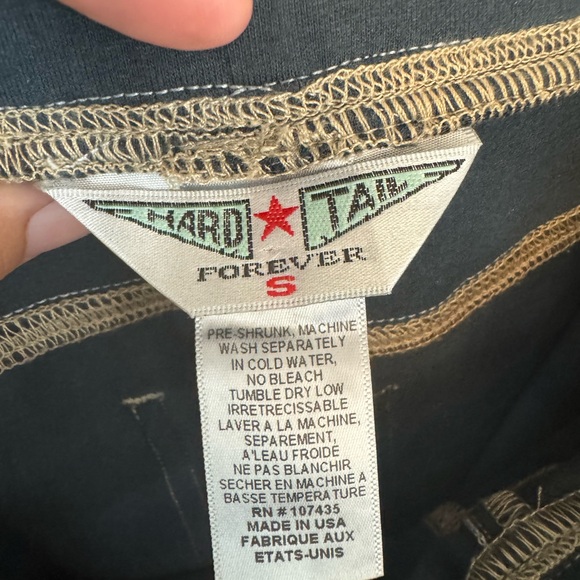 HARD TAIL
FOREVER
S
PRE-SHRUNK, MACHINE
WASH SEPARATELY
IN COLD WATER,
NO BLEACH
TUMBLE DRY LOW
IRRETRECISSABLE
LAVER A LA MACHINE,
SEPAREMENT,
A'LEAU FROIDE
NE PAS BLANCHIR
SECHER EN MACHINE A
BASSE TEMPERATURE
RN # 107435
MADE IN USA
FABRIQUE AUX
ETATS-UNIS